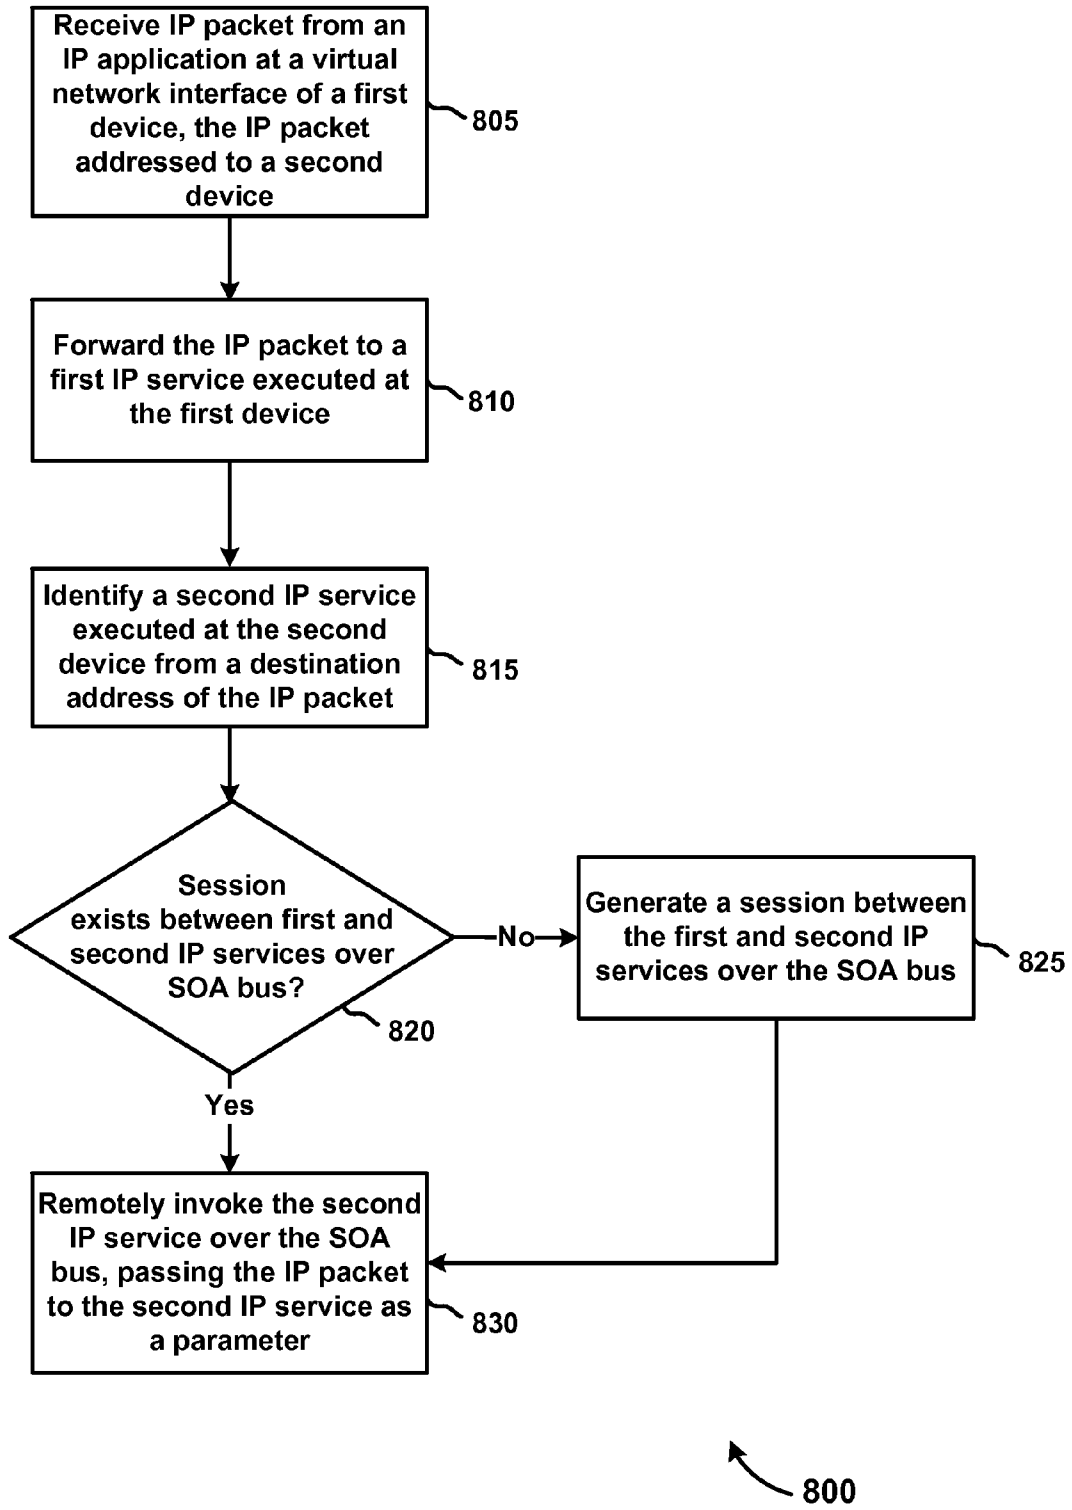 Receive IP packet from an
IP application at a virtual
network interface of a first
device, the IP packet
addressed to a second
device
805
Forward the IP packet to a
first IP service executed at
the first device
810
Identify a second IP service
executed at the second
device from a destination
address of the IP packet
815
Session
exists between first and
second IP services over
SOA bus?
820
No
Generate a session between
the first and second IP
services over the SOA bus
825
Yes
Remotely invoke the second
IP service over the SOA
bus, passing the IP packet
to the second IP service as
a parameter
830
800